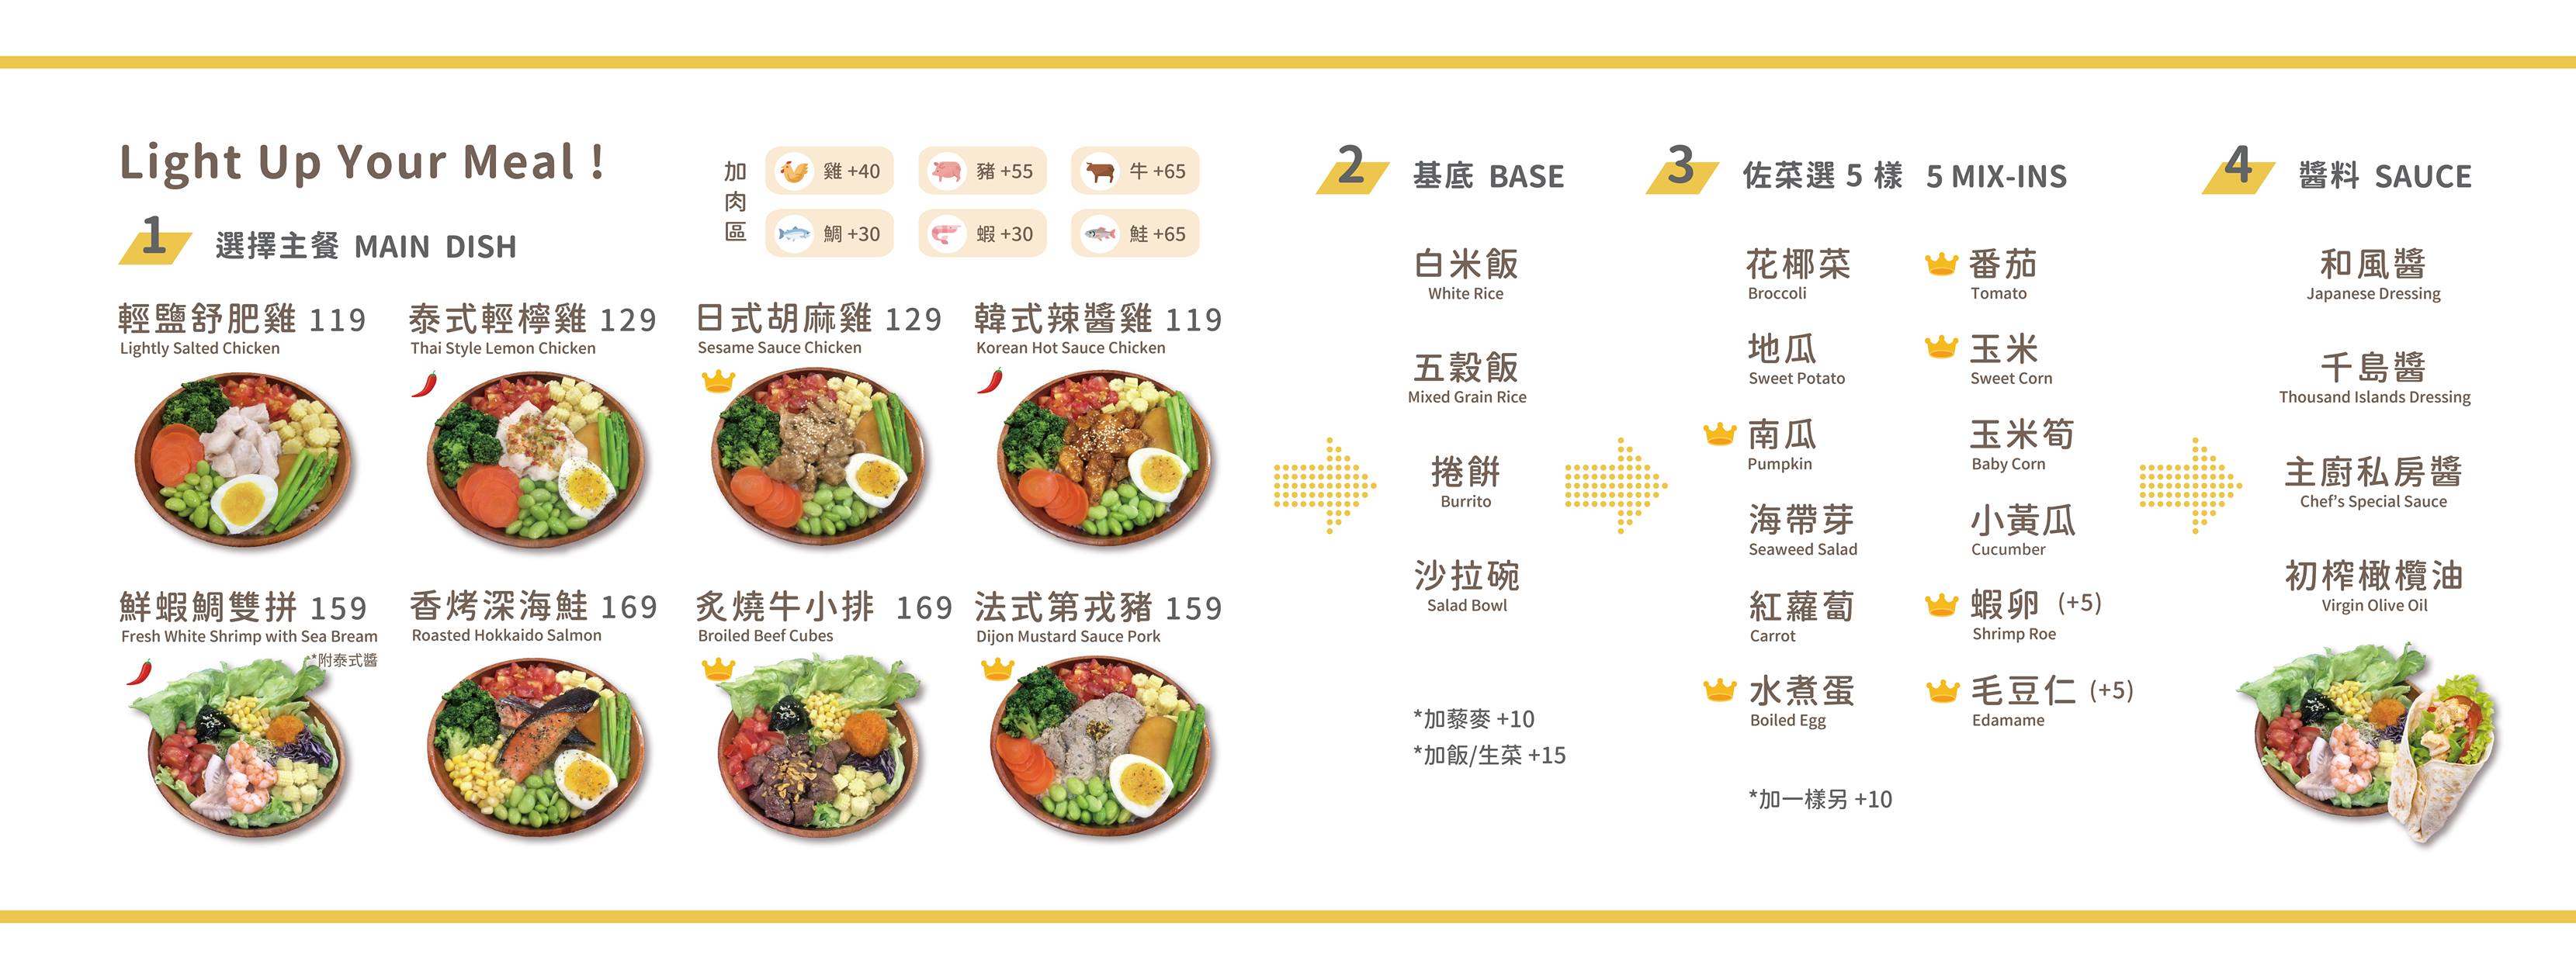 Light Up Your Meal !
加肉區
雞 +40
豬 +55
牛 +65
鯛 +30
蝦 +30
鮭 +65
1 選擇主餐 MAIN DISH
輕鹽舒肥雞 119
Lightly Salted Chicken
泰式輕檸雞 129
Thai Style Lemon Chicken
日式胡麻雞 129
Sesame Sauce Chicken
韓式辣醬雞 119
Korean Hot Sauce Chicken
鮮蝦鯛雙拼 159
Fresh White Shrimp with Sea Bream
*附泰式醬
香烤深海鮭 169
Roasted Hokkaido Salmon
炙燒牛小排 169
Broiled Beef Cubes
法式第戎豬 159
Dijon Mustard Sauce Pork
2 基底 BASE
白米飯
White Rice
五穀飯
Mixed Grain Rice
捲餅
Burrito
沙拉碗
Salad Bowl
*加藜麥 +10
*加飯/生菜 +15
3 佐菜選 5 樣 5 MIX-INS
花椰菜
Broccoli
地瓜
Sweet Potato
南瓜
Pumpkin
海帶芽
Seaweed Salad
紅蘿蔔
Carrot
水煮蛋
Boiled Egg
番茄
Tomato
玉米
Sweet Corn
玉米筍
Baby Corn
小黃瓜
Cucumber
蝦卵 (+5)
Shrimp Roe
毛豆仁 (+5)
Edamame
*加一樣另 +10
4 醬料 SAUCE
和風醬
Japanese Dressing
千島醬
Thousand Islands Dressing
主廚私房醬
Chef's Special Sauce
初榨橄欖油
Virgin Olive Oil